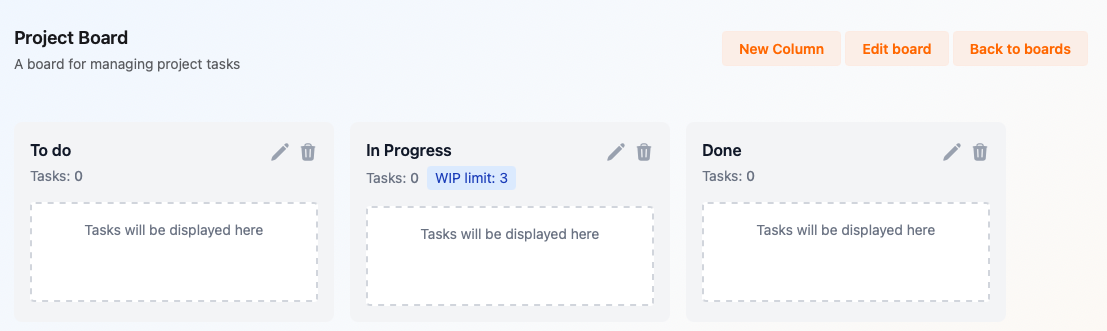 Project Board
A board for managing project tasks
New Column
Edit board
Back to boards
To do
Tasks: 0
Tasks will be displayed here
In Progress
Tasks: 0 WIP limit: 3
Tasks will be displayed here
Done
Tasks: 0
Tasks will be displayed here